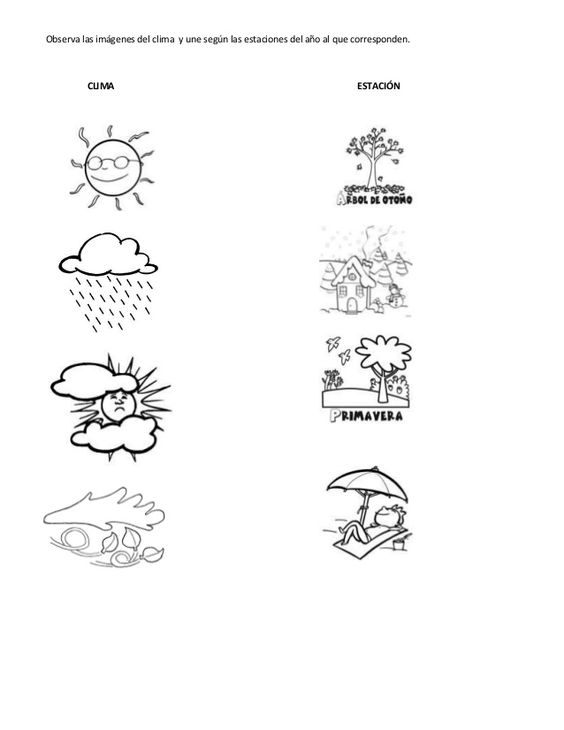 Observa las imágenes del clima y une según las estaciones del año al que corresponden.
CLIMA
ESTACIÓN
ARBOL DE OTOÑO
PRIMAVERA